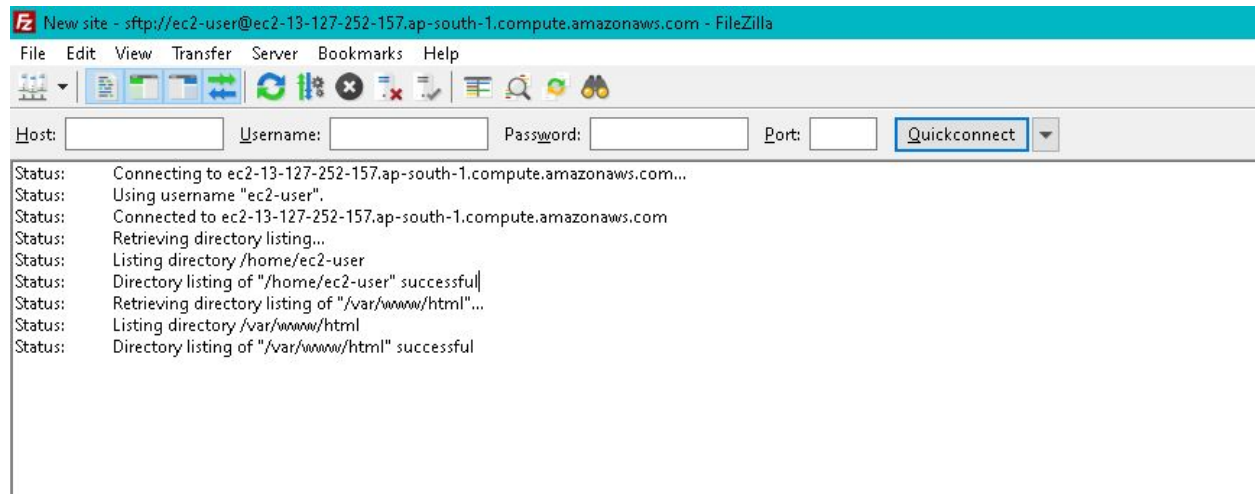 New site - sftp://ec2-user@ec2-13-127-252-157.ap-south-1.compute.amazonaws.com - FileZilla
File Edit View Transfer Server Bookmarks Help
Host: Username: Password: Port: Quickconnect
Status: Connecting to ec2-13-127-252-157.ap-south-1.compute.amazonaws.com...
Status: Using username "ec2-user".
Status: Connected to ec2-13-127-252-157.ap-south-1.compute.amazonaws.com
Status: Retrieving directory listing...
Status: Listing directory /home/ec2-user
Status: Directory listing of "/home/ec2-user" successful
Status: Retrieving directory listing of "/var/www/html"...
Status: Listing directory /var/www/html
Status: Directory listing of "/var/www/html" successful